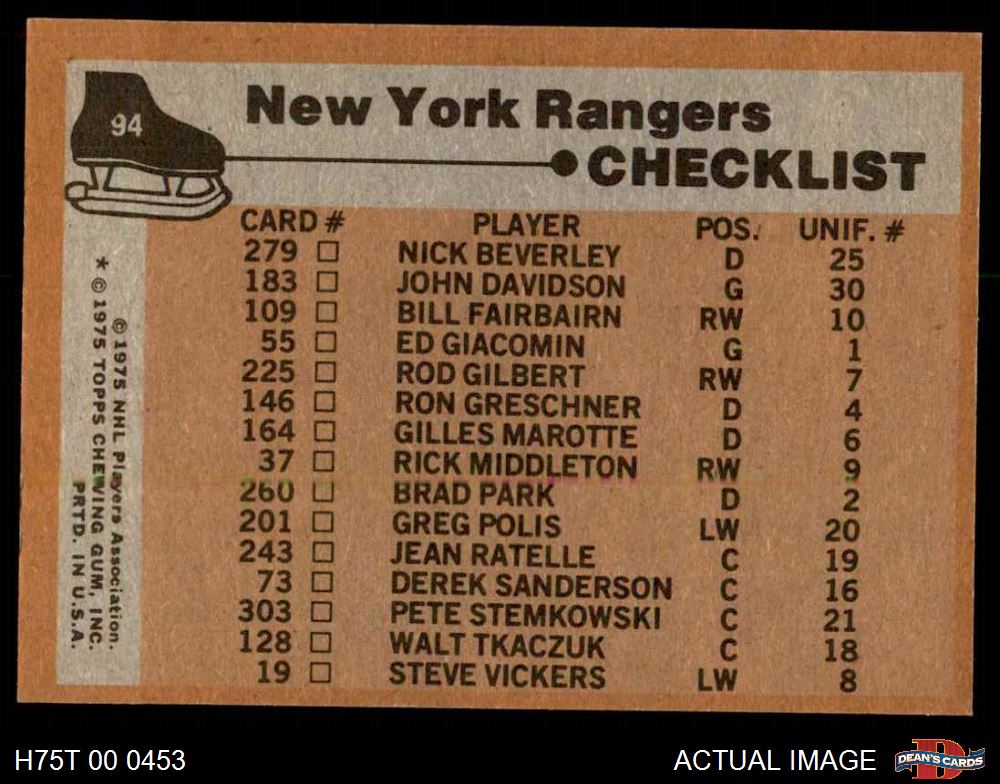 94
New York Rangers
CHECKLIST
CARD # PLAYER POS. UNIF. #
279 □ NICK BEVERLEY D 25
183 □ JOHN DAVIDSON G 30
109 □ BILL FAIRBAIRN RW 10
55 □ ED GIACOMIN G 1
225 □ ROD GILBERT RW 7
146 □ RON GRESCHNER D 4
164 □ GILLES MAROTTE D 6
37 □ RICK MIDDLETON RW 9
260 □ BRAD PARK D 2
201 □ GREG POLIS LW 20
243 □ JEAN RATELLE C 19
73 □ DEREK SANDERSON C 16
303 □ PETE STEMKOWSKI C 21
128 □ WALT TKACZUK C 18
19 □ STEVE VICKERS LW 8
© 1975 NHL Players Association.
* © 1975 TOPPS CHEWING GUM, INC.
PRTD. IN U.S.A.
H75T 00 0453
ACTUAL IMAGE
DEAN'S CARDS